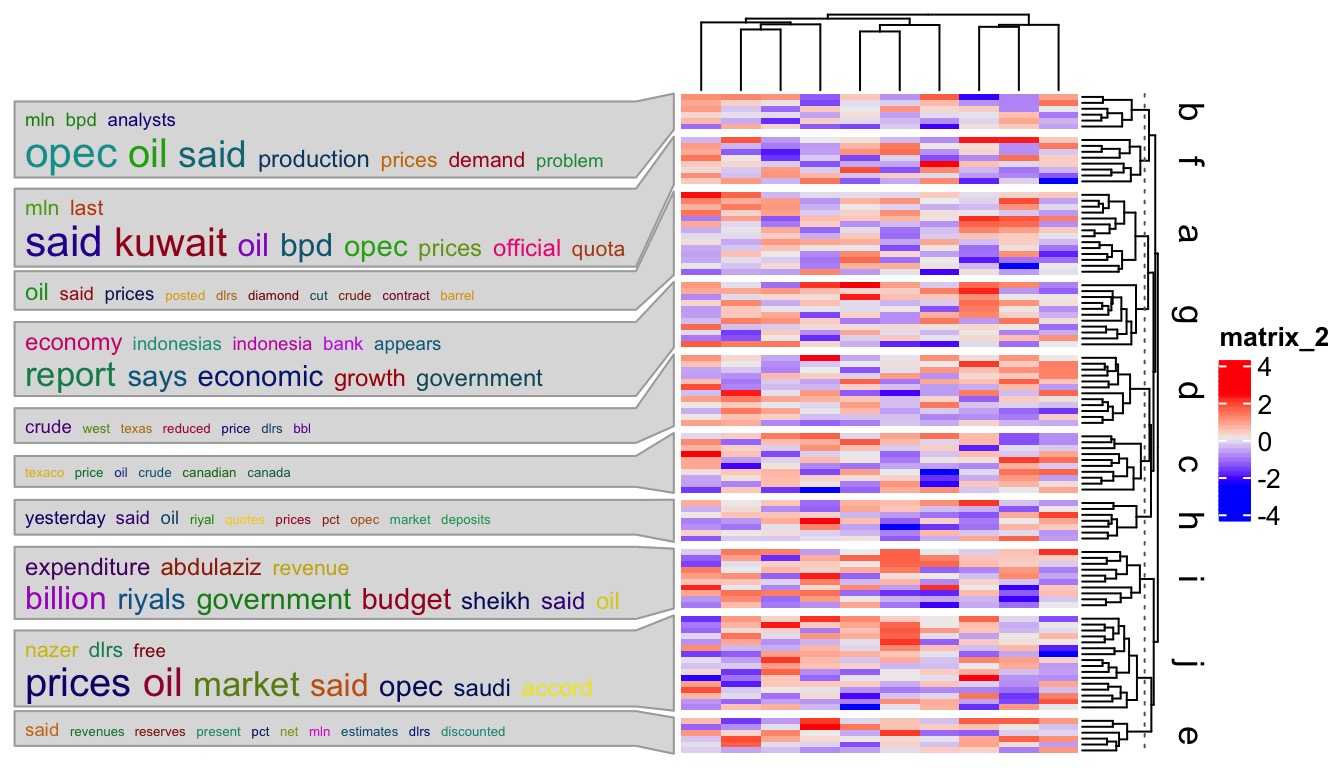 mln bpd analysts
opec oil said production prices demand problem
mln last
said kuwait oil bpd opec prices official quota
oil said prices posted dlrs diamond cut crude contract barrel
economy indonesias indonesia bank appears
report says economic growth government
crude west texas reduced price dlrs bbl
texaco price oil crude canadian canada
yesterday said oil riyal quotes prices pct opec market deposits
expenditure abdulaziz revenue
billion riyals government budget sheikh said oil
nazer dlrs free
prices oil market said opec saudi accord
said revenues reserves present pct net mln estimates dlrs discounted
b
f
a
g
d
c
h
i
j
e
matrix_2
4
2
0
-2
-4